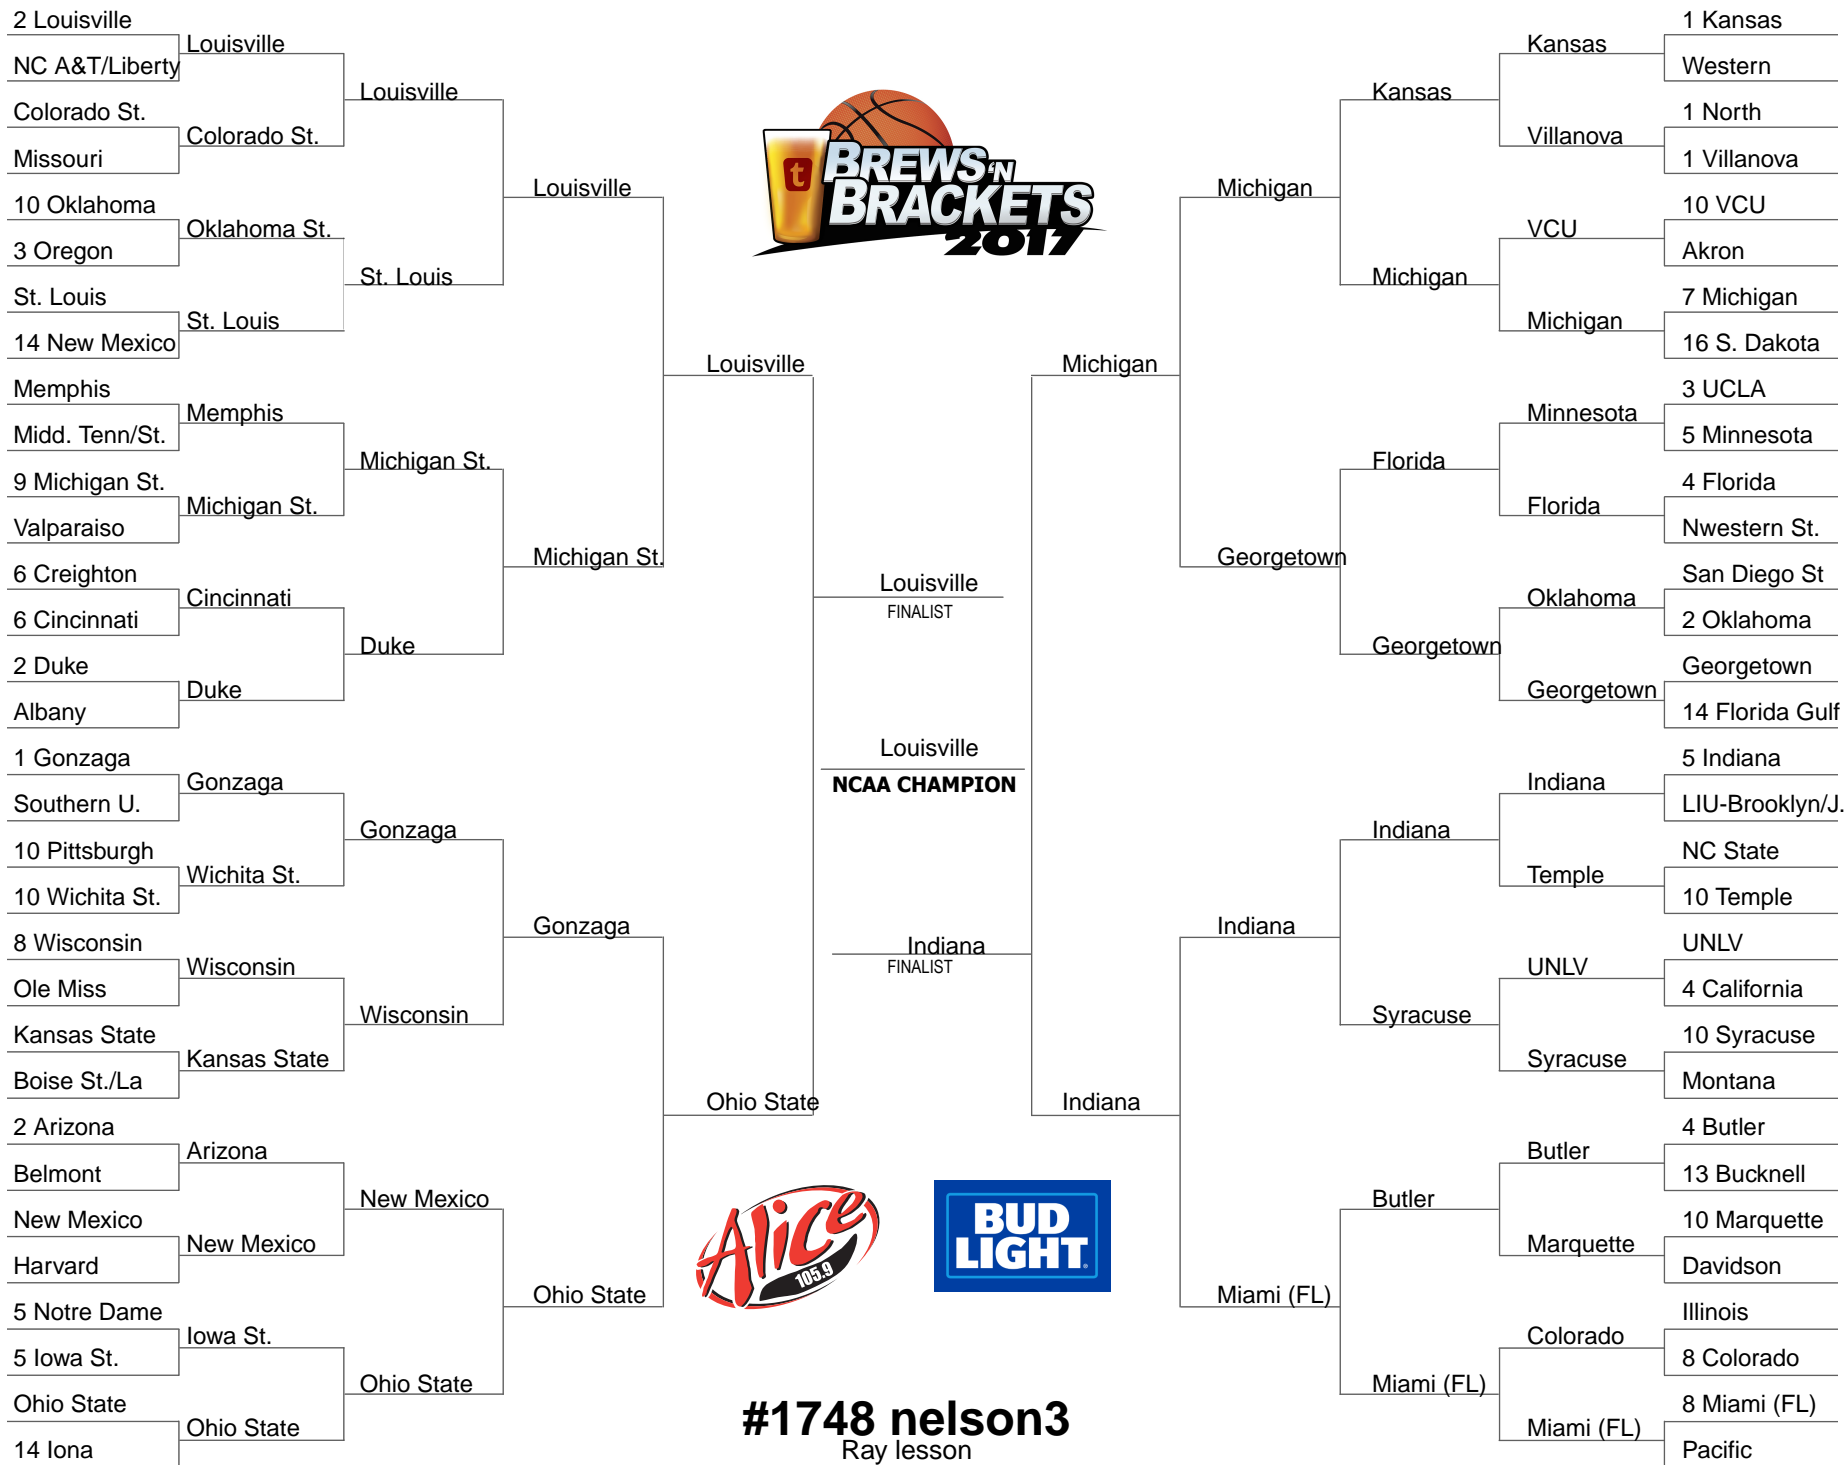 2 Louisville
NC A&T/Liberty
Colorado St.
Missouri
10 Oklahoma
3 Oregon
St. Louis
14 New Mexico
Memphis
Midd. Tenn/St.
9 Michigan St.
Valparaiso
6 Creighton
6 Cincinnati
2 Duke
Albany
1 Gonzaga
Southern U.
10 Pittsburgh
10 Wichita St.
8 Wisconsin
Ole Miss
Kansas State
Boise St./La
2 Arizona
Belmont
New Mexico
Harvard
5 Notre Dame
5 Iowa St.
Ohio State
14 Iona
Louisville
Colorado St.
Oklahoma St.
St. Louis
Memphis
Michigan St.
Cincinnati
Duke
Gonzaga
Wichita St.
Wisconsin
Kansas State
Arizona
New Mexico
Iowa St.
Ohio State
Louisville
St. Louis
Michigan St.
Duke
Gonzaga
Wisconsin
New Mexico
Ohio State
Louisville
Michigan St.
Gonzaga
Ohio State
Louisville
Ohio State
t
BREWS 'N
BRACKETS
2017
Louisville
FINALIST
Louisville
NCAA CHAMPION
Indiana
FINALIST
Alice
105.9
BUD
LIGHT
#1748 nelson3
Ray lesson
Michigan
Indiana
Michigan
Georgetown
Indiana
Miami (FL)
Kansas
Michigan
Florida
Georgetown
Indiana
Syracuse
Butler
Miami (FL)
Kansas
Villanova
VCU
Michigan
Minnesota
Florida
Oklahoma
Georgetown
Indiana
Temple
UNLV
Syracuse
Butler
Marquette
Colorado
Miami (FL)
1 Kansas
Western
1 North
1 Villanova
10 VCU
Akron
7 Michigan
16 S. Dakota
3 UCLA
5 Minnesota
4 Florida
Nwestern St.
San Diego St
2 Oklahoma
Georgetown
14 Florida Gulf
5 Indiana
LIU-Brooklyn/J.
NC State
10 Temple
UNLV
4 California
10 Syracuse
Montana
4 Butler
13 Bucknell
10 Marquette
Davidson
Illinois
8 Colorado
8 Miami (FL)
Pacific